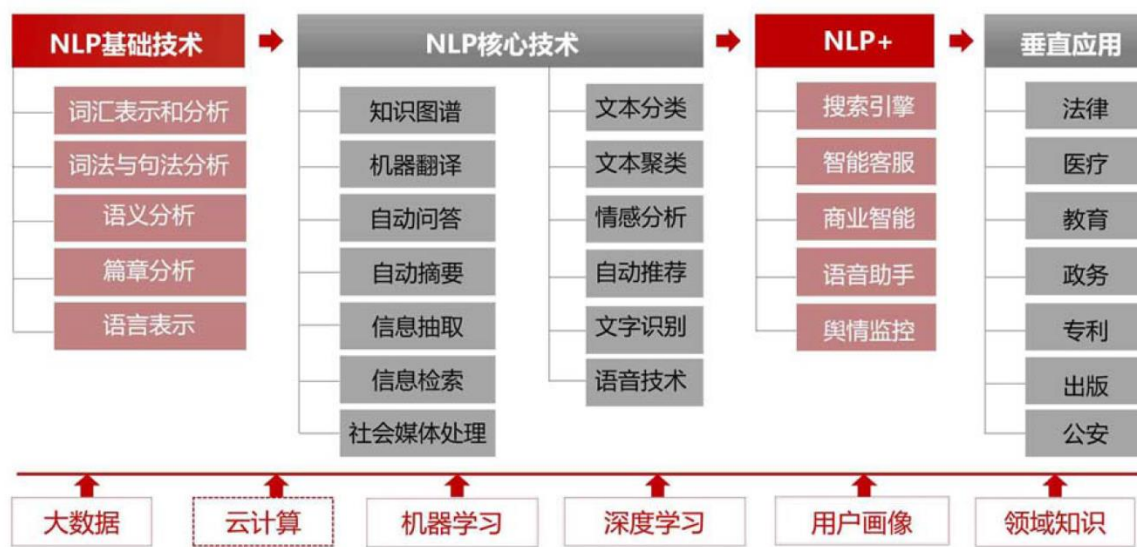 NLP基础技术
词汇表示和分析
词法与句法分析
语义分析
篇章分析
语言表示
NLP核心技术
知识图谱
机器翻译
自动问答
自动摘要
信息抽取
信息检索
社会媒体处理
文本分类
文本聚类
情感分析
自动推荐
文字识别
语音技术
NLP+
搜索引擎
智能客服
商业智能
语音助手
舆情监控
垂直应用
法律
医疗
教育
政务
专利
出版
公安
大数据
云计算
机器学习
深度学习
用户画像
领域知识